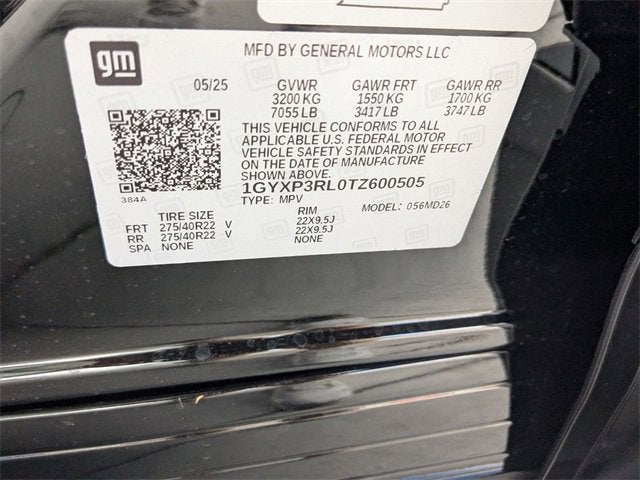 gm
MFD BY GENERAL MOTORS LLC
05/25 GVWR GAWR FRT GAWR RR
3200 KG 1550 KG 1700 KG
7055 LB 3417 LB 3747 LB
THIS VEHICLE CONFORMS TO ALL
APPLICABLE U.S. FEDERAL MOTOR
VEHICLE SAFETY STANDARDS IN EFFECT
ON THE DATE OF MANUFACTURE
SHOWN ABOVE.
384A 1GYXP3RL0TZ600505
TYPE: MPV MODEL: 056MD26
TIRE SIZE RIM
FRT 275/40R22 V 22X9.5J
RR 275/40R22 V 22X9.5J
SPA NONE NONE